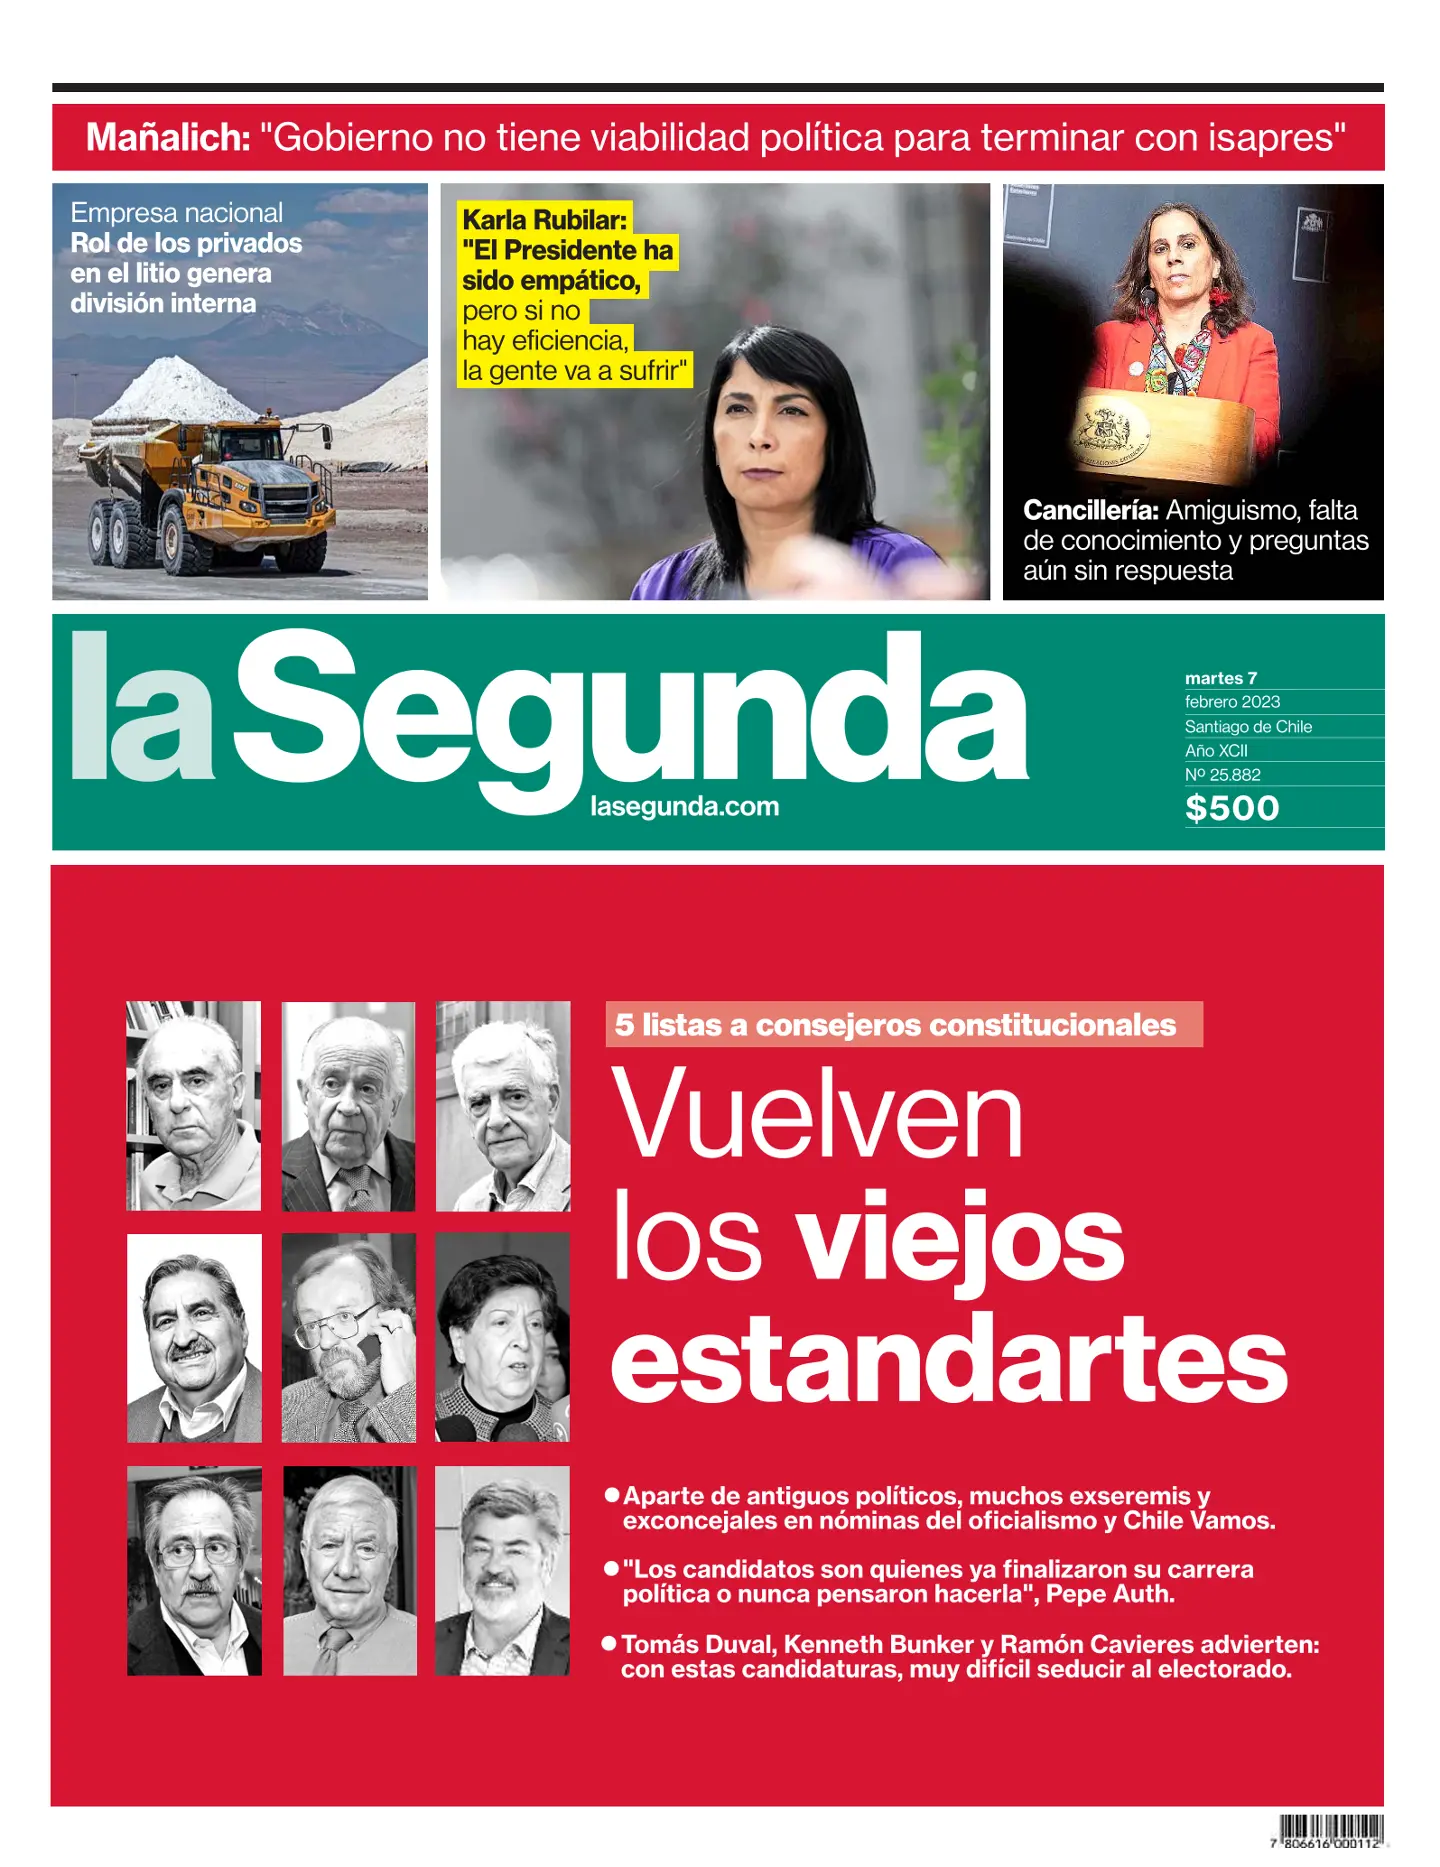 Mañalich: "Gobierno no tiene viabilidad política para terminar con isapres"
Empresa nacional
Rol de los privados
en el litio genera
división interna
Karla Rubilar:
"El Presidente ha
sido empático,
pero si no
hay eficiencia,
la gente va a sufrir"
Cancillería: Amiguismo, falta
de conocimiento y preguntas
aún sin respuesta
la Segunda
lasegunda.com
martes 7
febrero 2023
Santiago de Chile
Año XCII
Nº 25.882
$500
5 listas a consejeros constitucionales
Vuelven
los viejos
estandartes
●Aparte de antiguos políticos, muchos exseremis y
exconcejales en nóminas del oficialismo y Chile Vamos.
●"Los candidatos son quienes ya finalizaron su carrera
política o nunca pensaron hacerla", Pepe Auth.
●Tomás Duval, Kenneth Bunker y Ramón Cavieres advierten:
con estas candidaturas, muy difícil seducir al electorado.
7 806616 000112